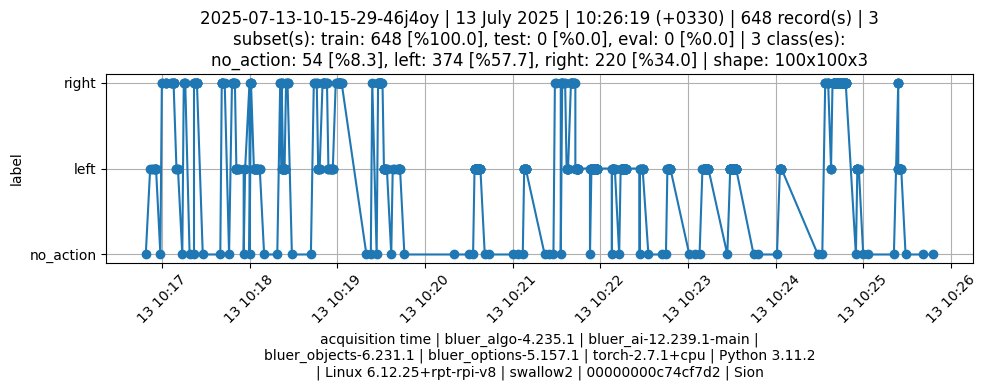 2025-07-13-10-15-29-46j4oy | 13 July 2025 | 10:26:19 (+0330) | 648 record(s) | 3
subset(s): train: 648 [%100.0], test: 0 [%0.0], eval: 0 [%0.0] | 3 class(es):
no_action: 54 [%8.3], left: 374 [%57.7], right: 220 [%34.0] | shape: 100x100x3
right
left
no_action
label
13 10:17
13 10:18
13 10:19
13 10:20
13 10:21
13 10:22
13 10:23
13 10:24
13 10:25
13 10:26
acquisition time | bluer_algo-4.235.1 | bluer_ai-12.239.1-main |
bluer_objects-6.231.1 | bluer_options-5.157.1 | torch-2.7.1+cpu | Python 3.11.2
| Linux 6.12.25+rpt-rpi-v8 | swallow2 | 00000000c74cf7d2 | Sion